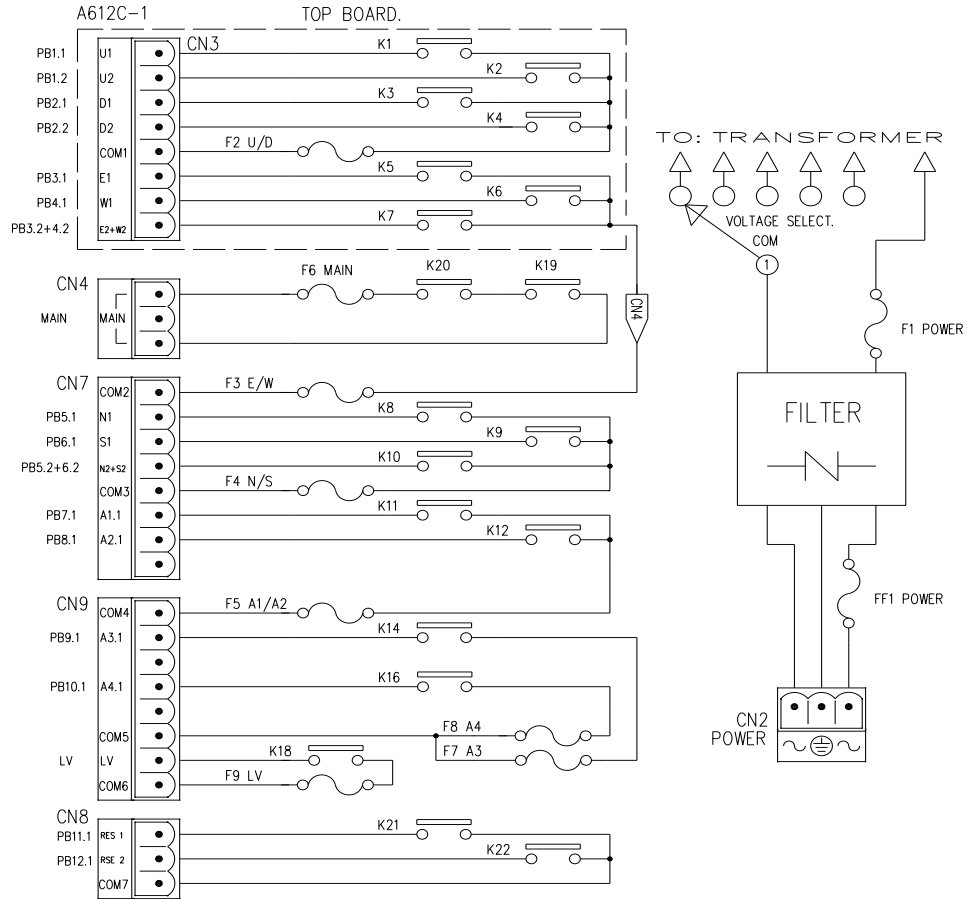 A612C-1 TOP BOARD.
CN3
PB1.1 U1 K1
PB1.2 U2 K2
PB2.1 D1 K3
PB2.2 D2 K4
COM1 F2 U/D
PB3.1 E1 K5
PB4.1 W1 K6
PB3.2+4.2 E2+W2 K7
CN4
MAIN MAIN F6 MAIN K20 K19
CN4
CN7
COM2 F3 E/W
PB5.1 N1 K8
PB6.1 S1 K9
PB5.2+6.2 N2+S2 K10
COM3 F4 N/S
PB7.1 A1.1 K11
PB8.1 A2.1 K12
CN9
COM4 F5 A1/A2
PB9.1 A3.1 K14
PB10.1 A4.1 K16
COM5 F8 A4
F7 A3
LV LV K18
COM6 F9 LV
CN8
PB11.1 RES 1 K21
PB12.1 RSE 2 K22
COM7
TO: TRANSFORMER
VOLTAGE SELECT.
COM
1
F1 POWER
FILTER
FF1 POWER
CN2
POWER